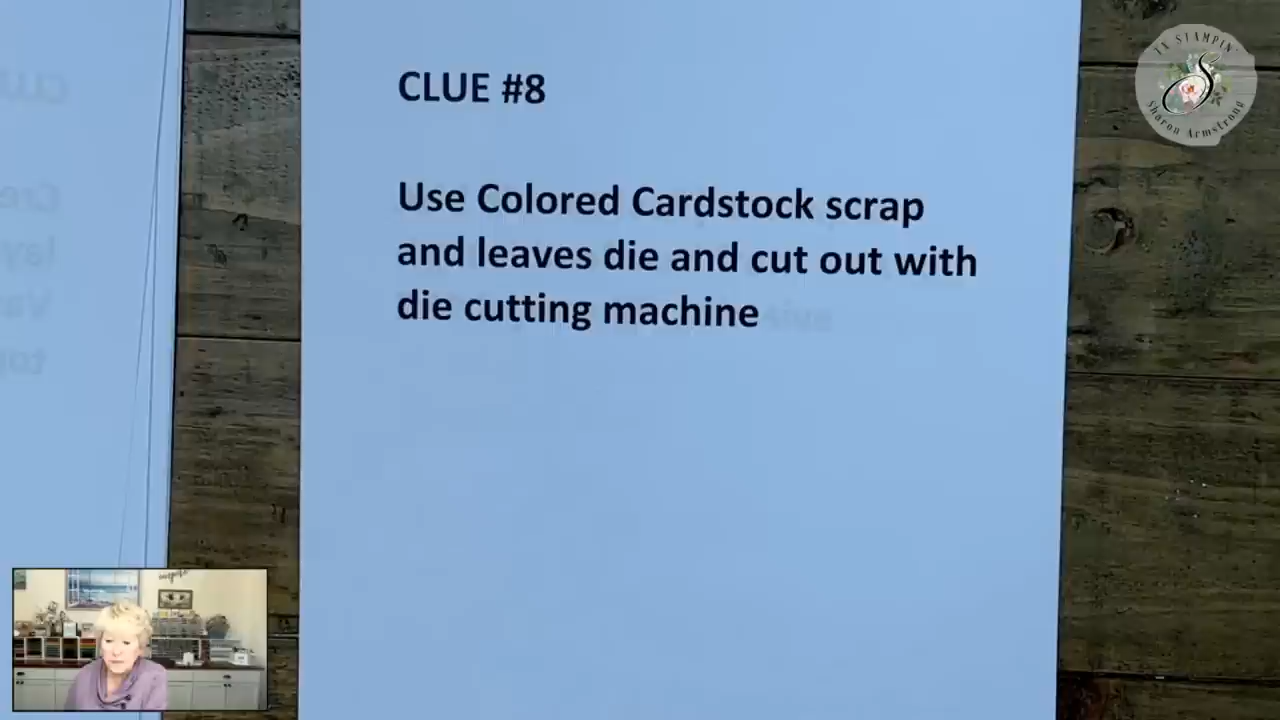 CLUE #8
Use Colored Cardstock scrap
and leaves die and cut out with
die cutting machine
TX STAMPIN'
S
Sharon Armstrong